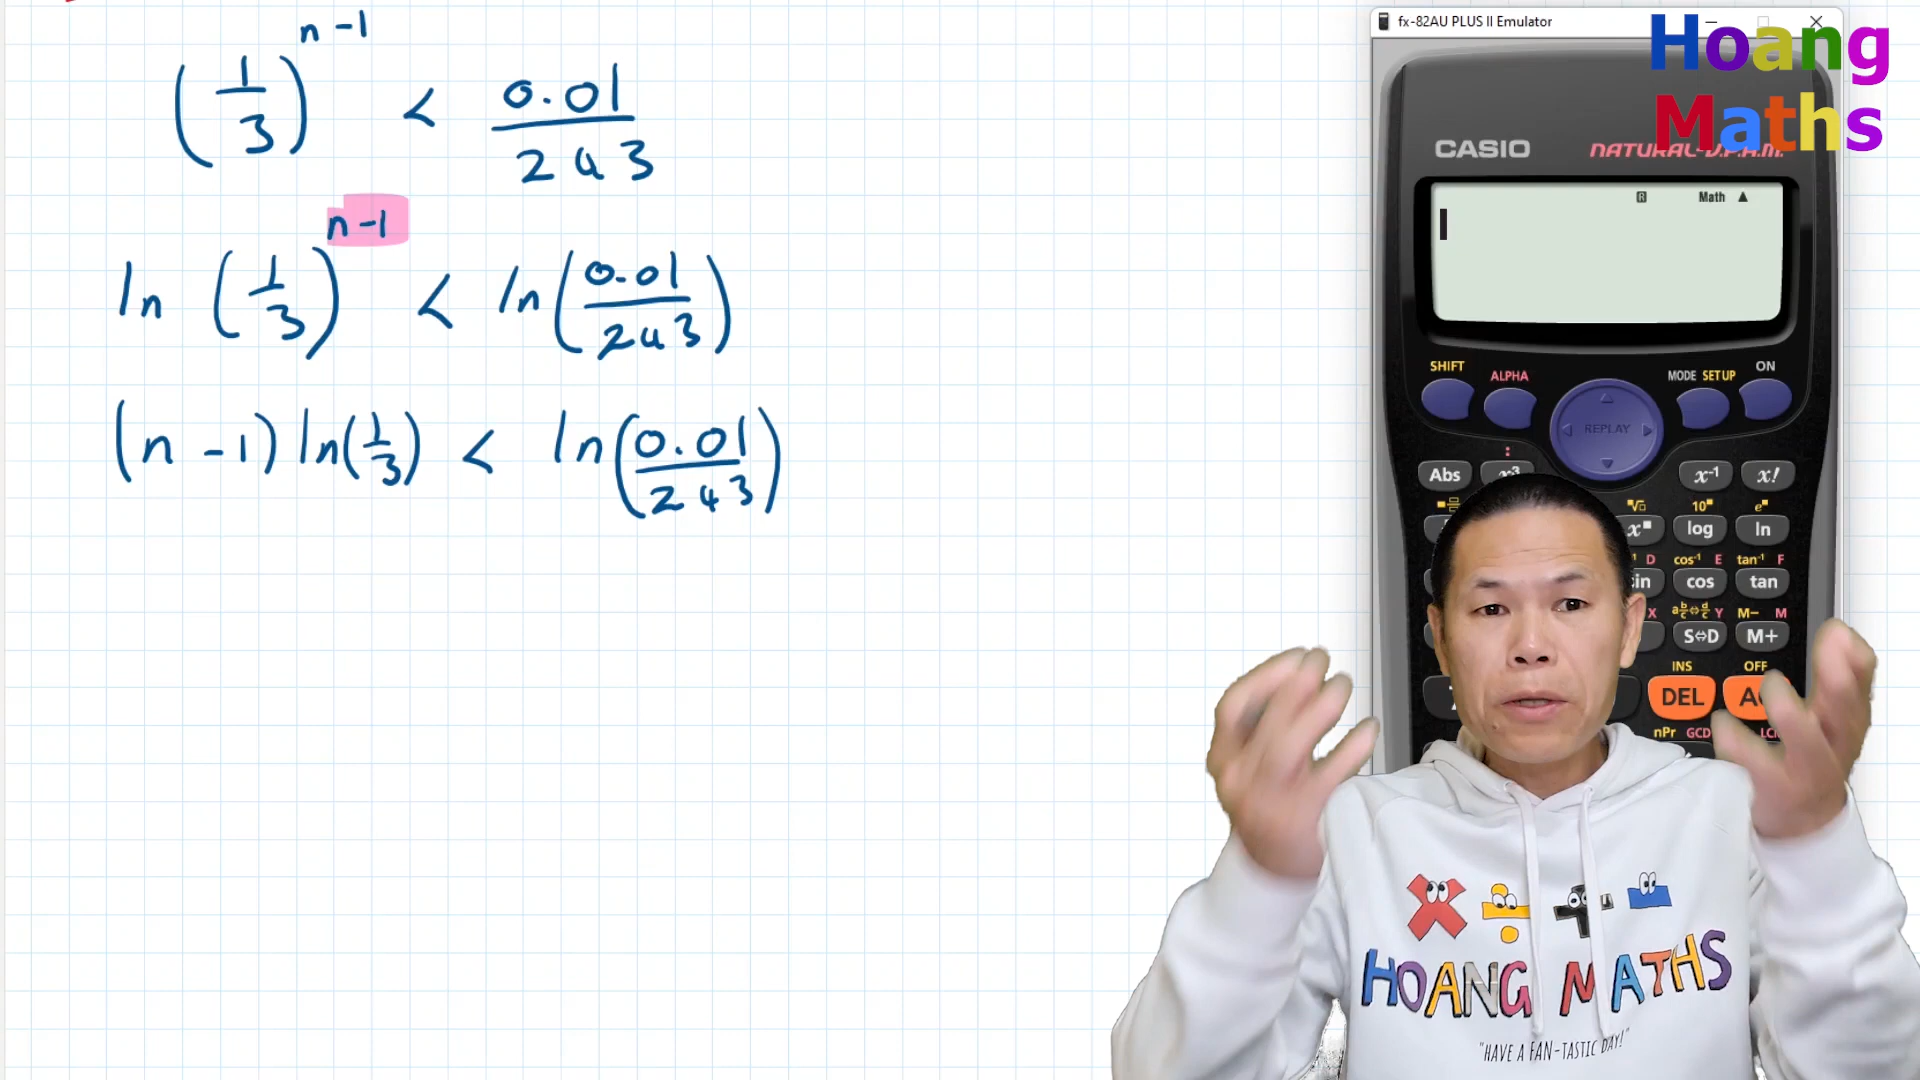 (1/3)^(n-1) < 0.01/243
ln (1/3)^(n-1) < ln(0.01/243)
(n-1) ln(1/3) < ln(0.01/243)
fx-82AU PLUS II Emulator
Hoang
Maths
CASIO
NATURAL-V.P.A.M.
R Math ▲
SHIFT
ALPHA
MODE SETUP
ON
REPLAY
Abs
x³
x⁻¹
x!
10■ e■
x■ log ln
D cos⁻¹ E tan⁻¹ F
cos tan
X a b/c⇔d/c Y M− M
S⇔D M+
INS OFF
DEL
nPr GCD
HOANG MATHS
"HAVE A FAN-TASTIC DAY!"